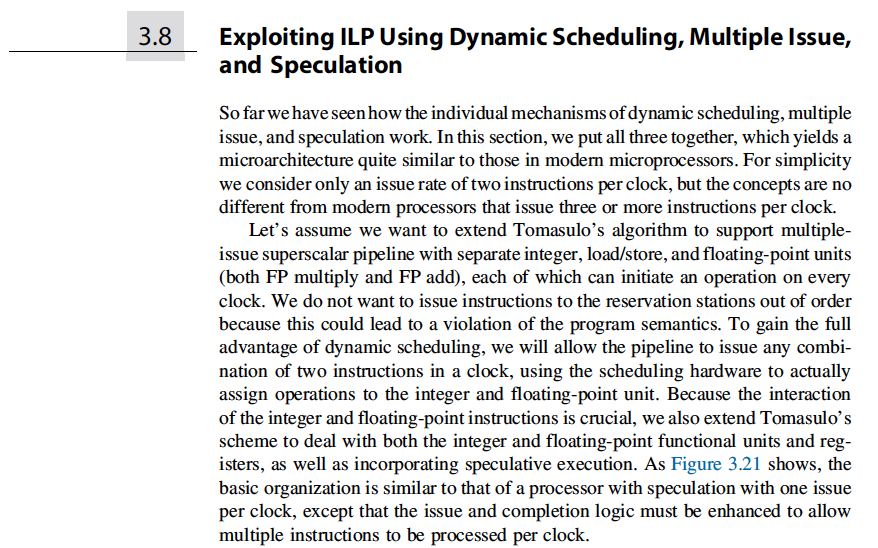 3.8 Exploiting ILP Using Dynamic Scheduling, Multiple Issue,
and Speculation
So far we have seen how the individual mechanisms of dynamic scheduling, multiple
issue, and speculation work. In this section, we put all three together, which yields a
microarchitecture quite similar to those in modern microprocessors. For simplicity
we consider only an issue rate of two instructions per clock, but the concepts are no
different from modern processors that issue three or more instructions per clock.
Let's assume we want to extend Tomasulo's algorithm to support multiple-
issue superscalar pipeline with separate integer, load/store, and floating-point units
(both FP multiply and FP add), each of which can initiate an operation on every
clock. We do not want to issue instructions to the reservation stations out of order
because this could lead to a violation of the program semantics. To gain the full
advantage of dynamic scheduling, we will allow the pipeline to issue any combi-
nation of two instructions in a clock, using the scheduling hardware to actually
assign operations to the integer and floating-point unit. Because the interaction
of the integer and floating-point instructions is crucial, we also extend Tomasulo's
scheme to deal with both the integer and floating-point functional units and reg-
isters, as well as incorporating speculative execution. As Figure 3.21 shows, the
basic organization is similar to that of a processor with speculation with one issue
per clock, except that the issue and completion logic must be enhanced to allow
multiple instructions to be processed per clock.